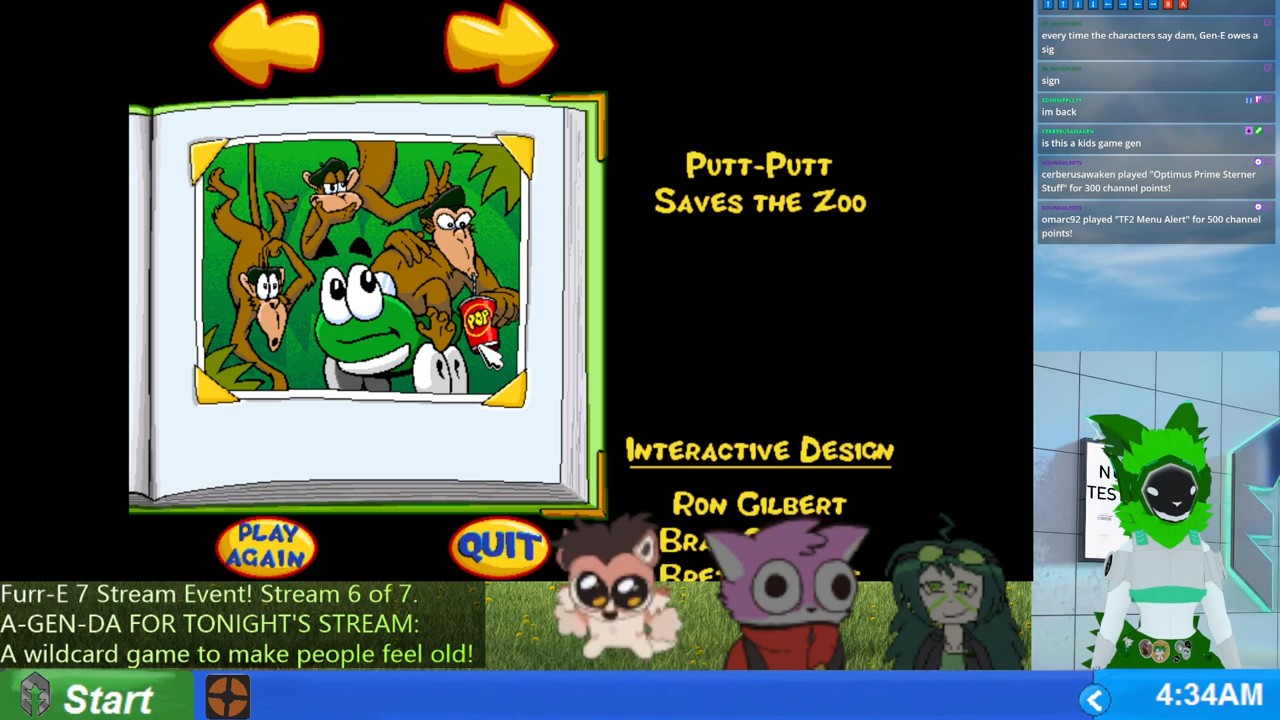 PUTT-PUTT
SAVES THE ZOO
POP
INTERACTIVE DESIGN
RON GILBERT
PLAY
AGAIN
QUIT
Furr-E 7 Stream Event! Stream 6 of 7.
A-GEN-DA FOR TONIGHT'S STREAM:
A wildcard game to make people feel old!
Start
every time the characters say dam, Gen-E owes a
sig
sign
im back
CERBERUSAWAKEN
is this a kids game gen
SOUNDALERTS
cerberusawaken played "Optimus Prime Sterner
Stuff" for 300 channel
points!
SOUNDALERTS
omarc92 played "TF2 Menu Alert" for 500 channel
points!
B A
4:34AM